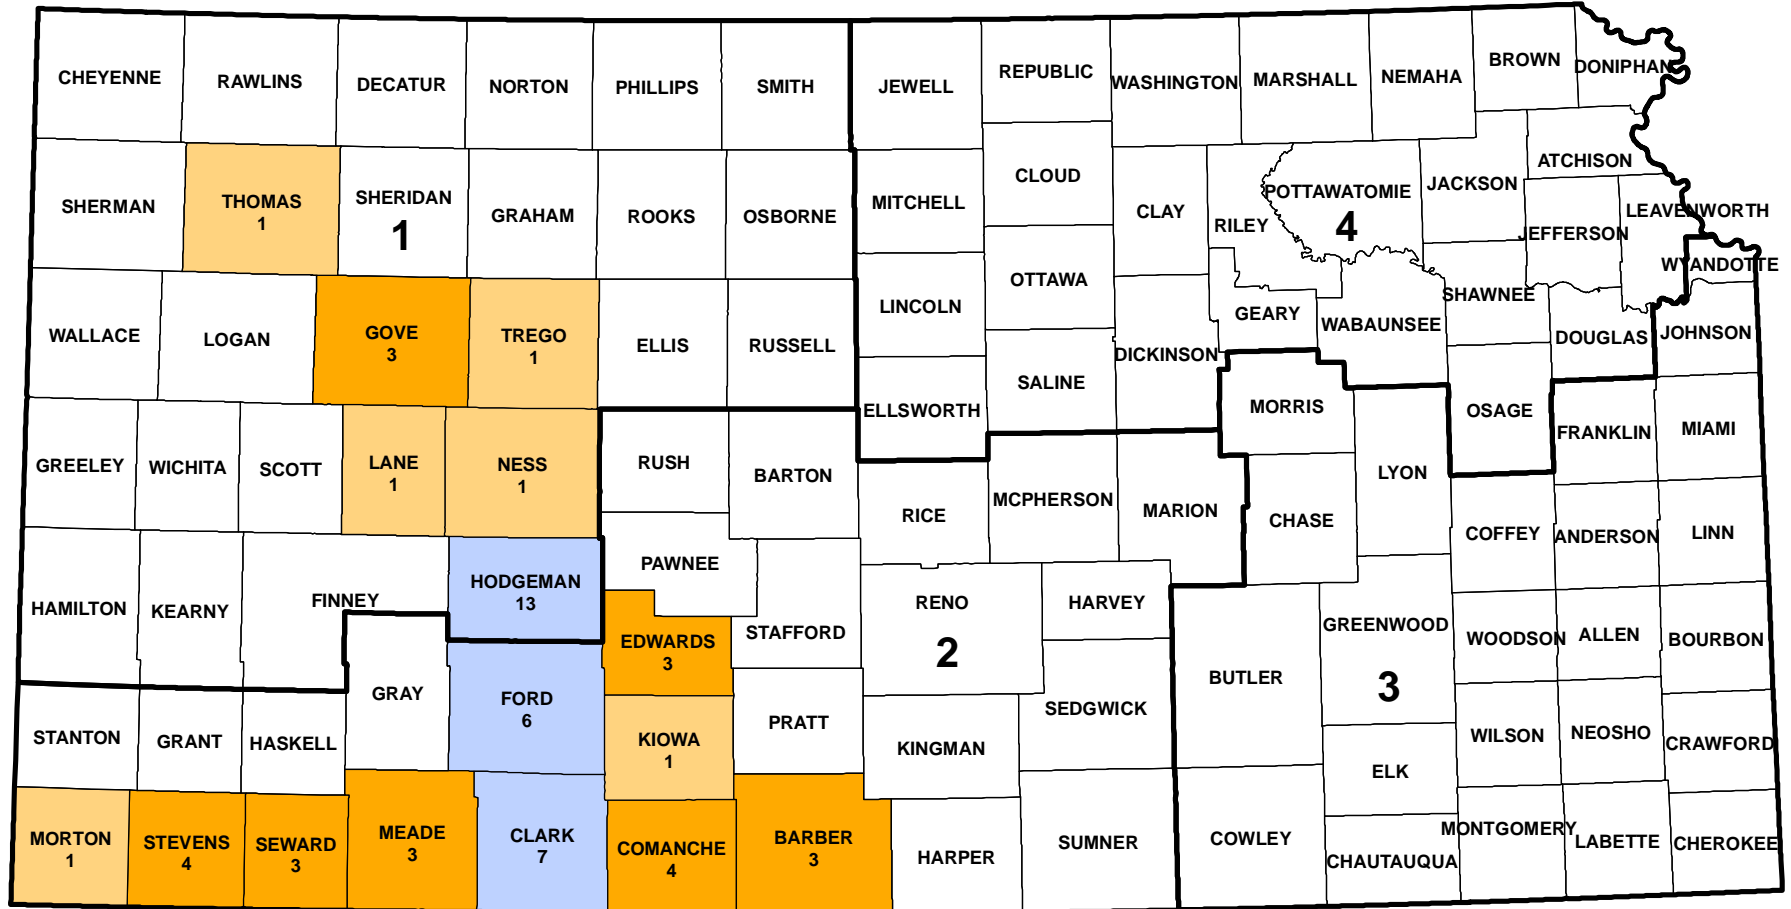 CHEYENNE
RAWLINS
DECATUR
NORTON
PHILLIPS
SMITH
JEWELL
REPUBLIC
WASHINGTON
MARSHALL
NEMAHA
BROWN
DONIPHAN
SHERMAN
THOMAS
1
SHERIDAN
1
GRAHAM
ROOKS
OSBORNE
MITCHELL
CLOUD
CLAY
RILEY
POTTAWATOMIE
4
JACKSON
ATCHISON
JEFFERSON
LEAVENWORTH
WYANDOTTE
WALLACE
LOGAN
GOVE
3
TREGO
1
ELLIS
RUSSELL
LINCOLN
OTTAWA
DICKINSON
GEARY
WABAUNSEE
SHAWNEE
DOUGLAS
JOHNSON
ELLSWORTH
SALINE
MORRIS
OSAGE
FRANKLIN
MIAMI
GREELEY
WICHITA
SCOTT
LANE
1
NESS
1
RUSH
BARTON
RICE
MCPHERSON
MARION
CHASE
LYON
COFFEY
ANDERSON
LINN
HAMILTON
KEARNY
FINNEY
HODGEMAN
13
PAWNEE
EDWARDS
3
STAFFORD
RENO
2
HARVEY
BUTLER
GREENWOOD
3
WOODSON
ALLEN
BOURBON
STANTON
GRANT
HASKELL
GRAY
FORD
6
KIOWA
1
PRATT
KINGMAN
SEDGWICK
ELK
WILSON
NEOSHO
CRAWFORD
MORTON
1
STEVENS
4
SEWARD
3
MEADE
3
CLARK
7
COMANCHE
4
BARBER
3
HARPER
SUMNER
COWLEY
CHAUTAUQUA
MONTGOMERY
LABETTE
CHEROKEE